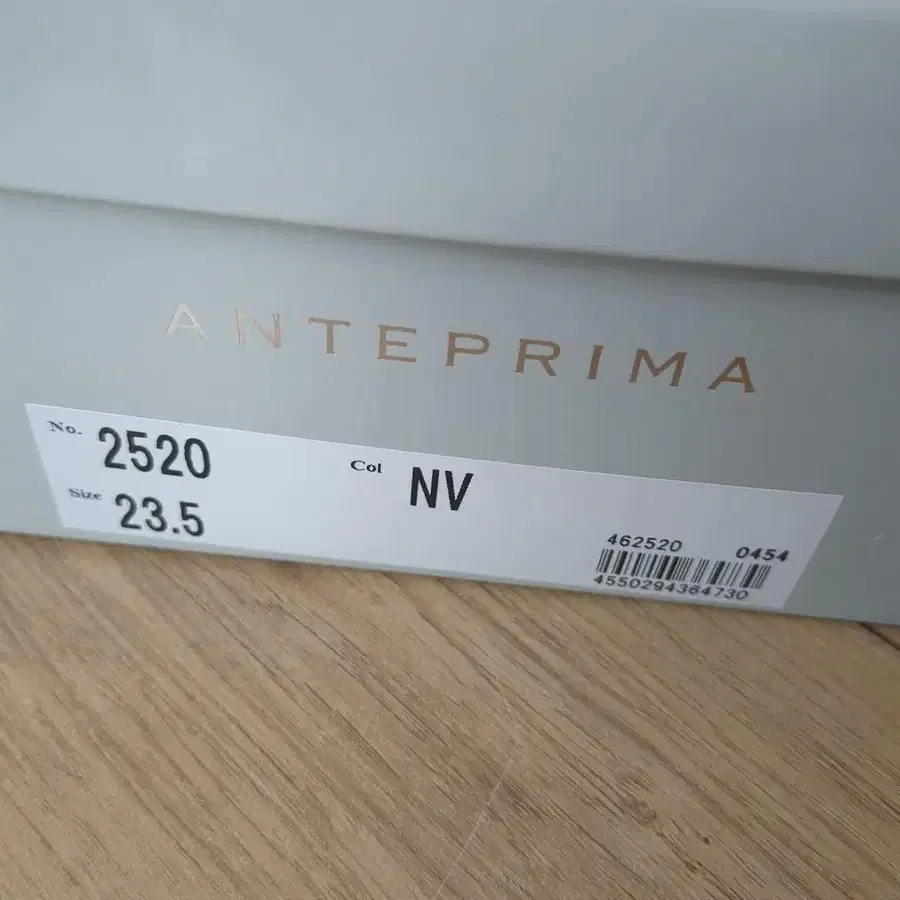 ANTEPRIMA
No. 2520 Col NV
Size 23.5
462520 0454
4550294364730